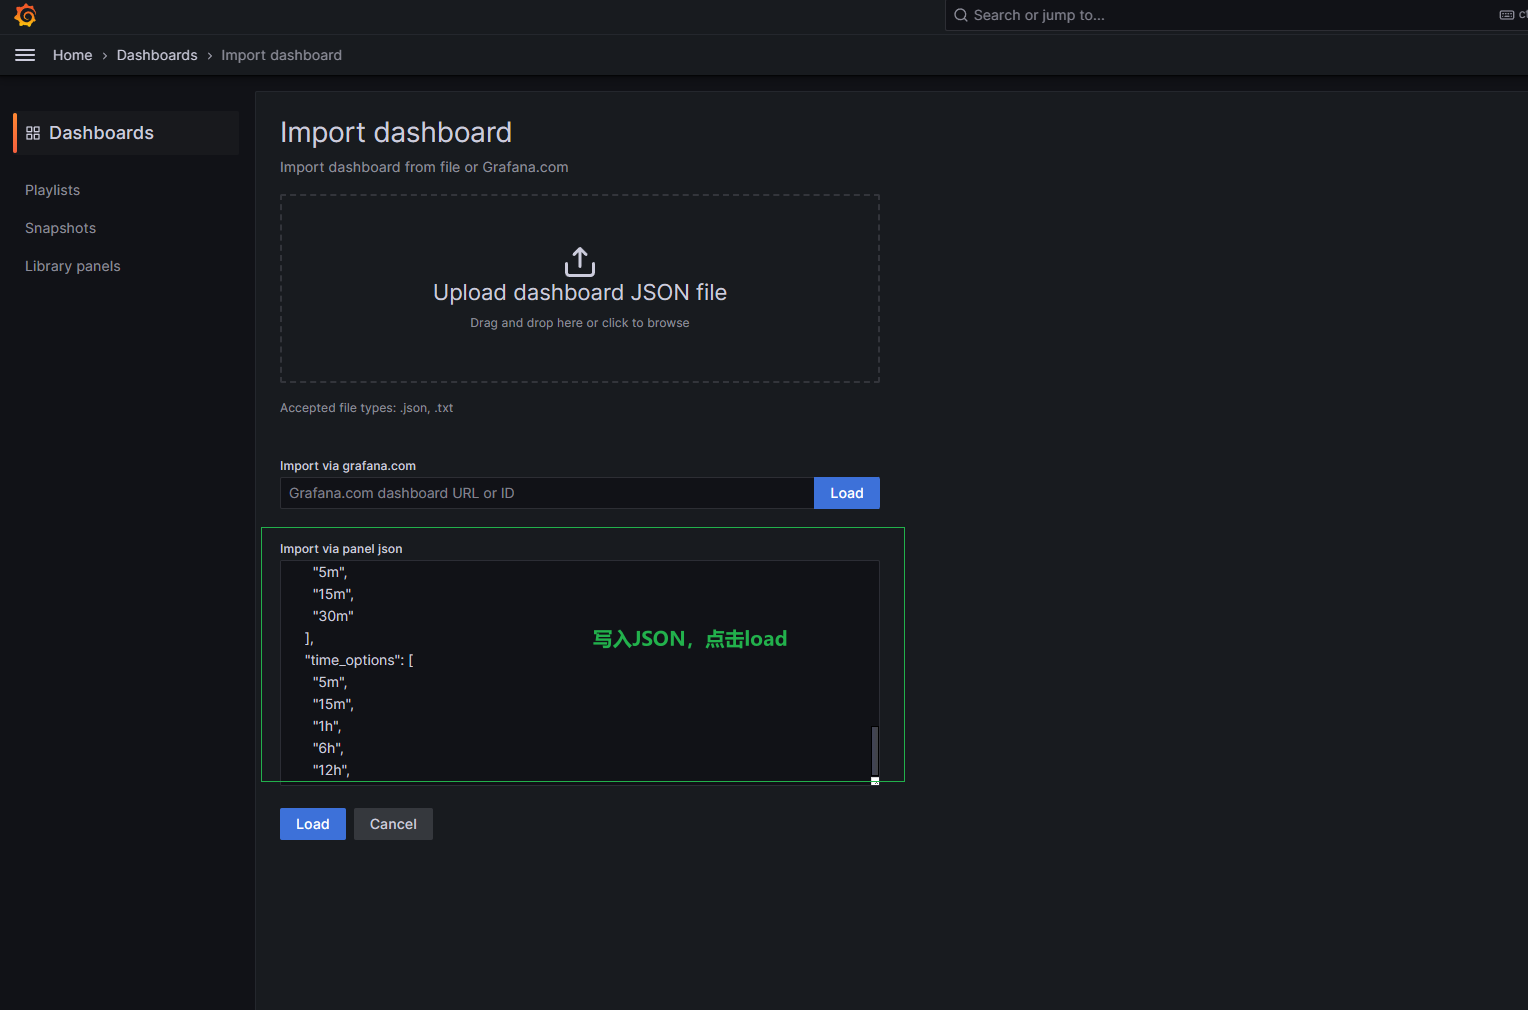 Search or jump to...
Home › Dashboards › Import dashboard
Dashboards
Playlists
Snapshots
Library panels
Import dashboard
Import dashboard from file or Grafana.com
Upload dashboard JSON file
Drag and drop here or click to browse
Accepted file types: .json, .txt
Import via grafana.com
Grafana.com dashboard URL or ID
Load
Import via panel json
"5m",
"15m",
"30m"
],
"time_options": [
"5m",
"15m",
"1h",
"6h",
"12h",
写入JSON，点击load
Load
Cancel